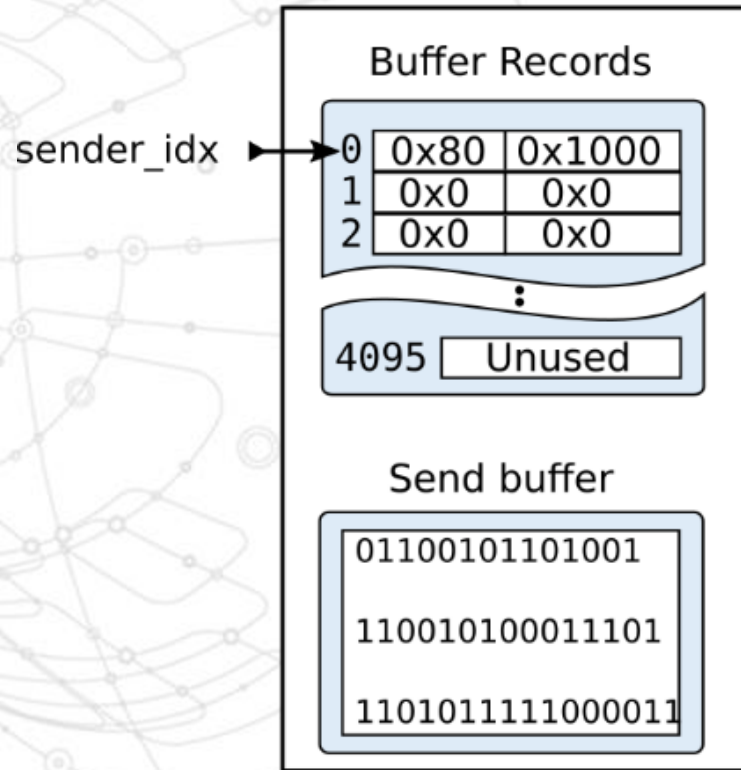 Buffer Records
sender_idx
0 0x80 0x1000
1 0x0 0x0
2 0x0 0x0
4095 Unused
Send buffer
01100101101001
110010100011101
1101011111000011